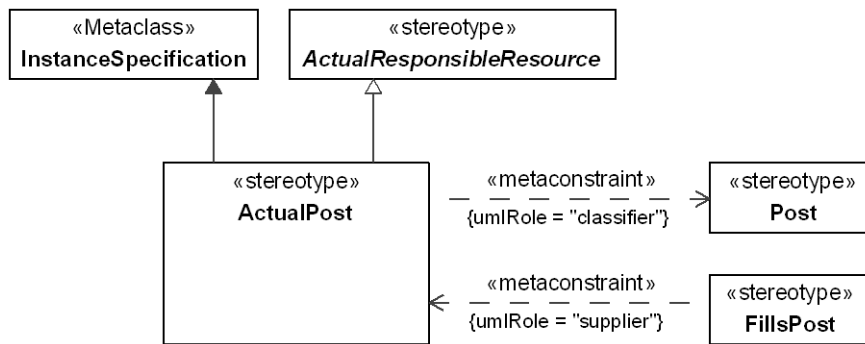 «Metaclass»
InstanceSpecification
«stereotype»
ActualResponsibleResource
«stereotype»
ActualPost
«metaconstraint»
{umlRole = "classifier"}
«stereotype»
Post
«metaconstraint»
{umlRole = "supplier"}
«stereotype»
FillsPost